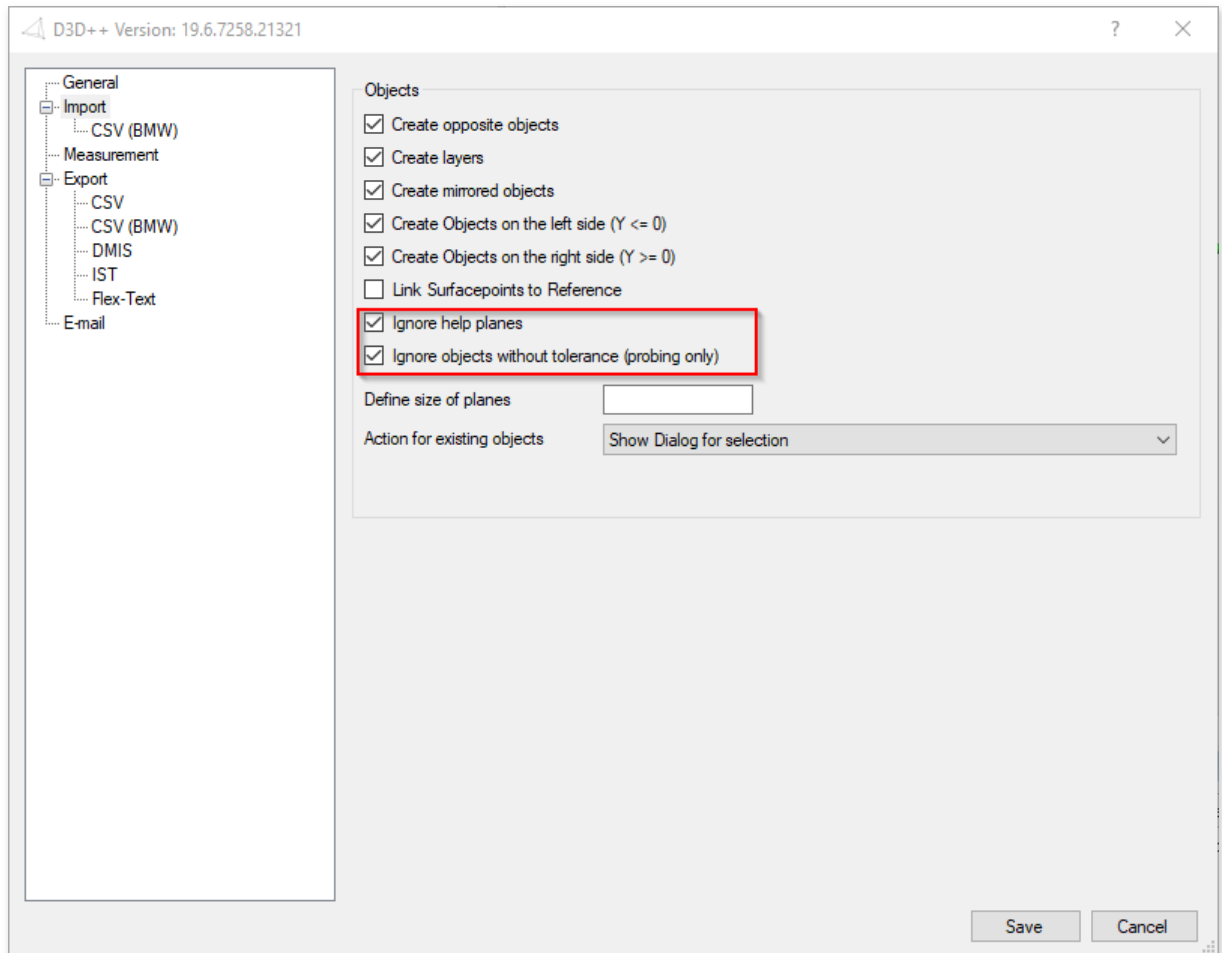 D3D++ Version: 19.6.7258.21321
General
Import
CSV (BMW)
Measurement
Export
CSV
CSV (BMW)
DMIS
IST
Flex-Text
E-mail
Objects
Create opposite objects
Create layers
Create mirrored objects
Create Objects on the left side (Y <= 0)
Create Objects on the right side (Y >= 0)
Link Surfacepoints to Reference
Ignore help planes
Ignore objects without tolerance (probing only)
Define size of planes
Action for existing objects Show Dialog for selection
Save Cancel